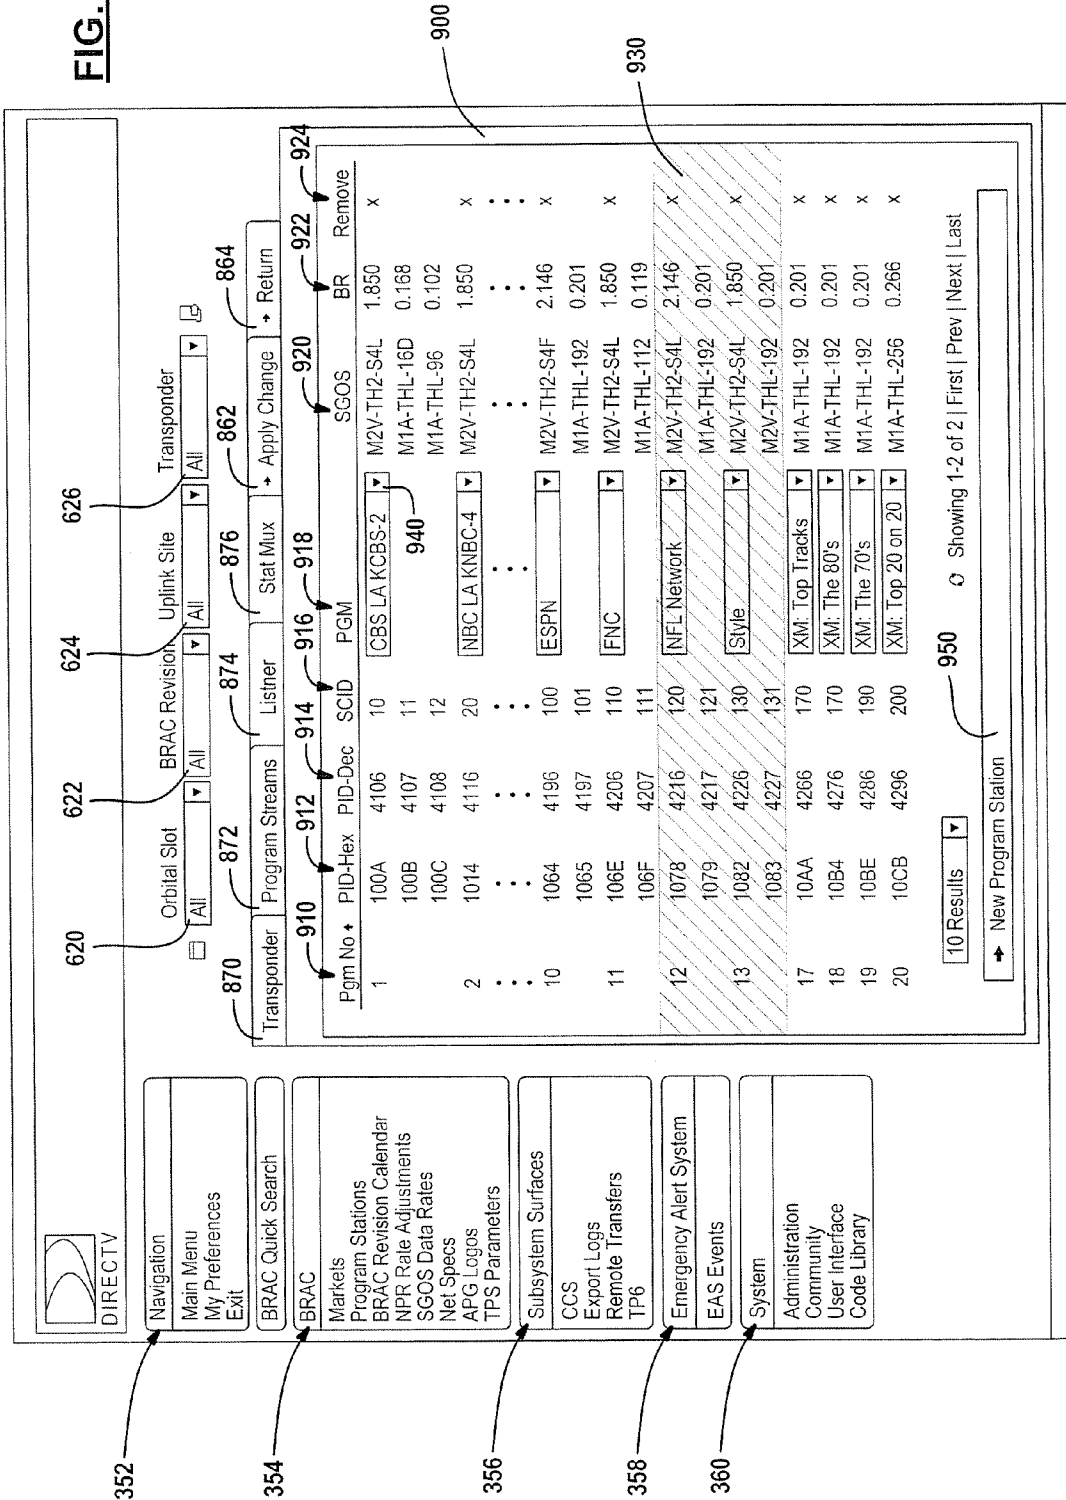 FIG.
DIRECTV
352
Navigation
Main Menu
My Preferences
Exit
BRAC Quick Search
354
BRAC
Markets
Program Stations
BRAC Revision Calendar
NPR Rate Adjustments
SGOS Data Rates
Net Specs
APG Logos
TPS Parameters
356
Subsystem Surfaces
CCS
Export Logs
Remote Transfers
TP6
358
Emergency Alert System
EAS Events
360
System
Administration
Community
User Interface
Code Library
620 622 624 626
Orbital Slot BRAC Revision Uplink Site Transponder
All All All All
870 872 874 876 862 864
Transponder Program Streams Listner Stat Mux → Apply Change → Return
910 912 914 916 918 920 922 924
Pgm No PID-Hex PID-Dec SCID PGM SGOS BR Remove
1 100A 4106 10 CBS LA KCBS-2 M2V-TH2-S4L 1.850 x
100B 4107 11 M1A-THL-16D 0.168
100C 4108 12 M1A-THL-96 0.102
940
2 1014 4116 20 NBC LA KNBC-4 M2V-TH2-S4L 1.850 x
10 1064 4196 100 ESPN M2V-TH2-S4F 2.146 x
1065 4197 101 M1A-THL-192 0.201
11 106E 4206 110 FNC M2V-TH2-S4L 1.850 x
106F 4207 111 M1A-THL-112 0.119
12 1078 4216 120 NFL Network M2V-TH2-S4L 2.146 x
1079 4217 121 M1A-THL-192 0.201
13 1082 4226 130 Style M2V-TH2-S4L 1.850 x
1083 4227 131 M2V-THL-192 0.201
17 10AA 4266 170 XM: Top Tracks M1A-THL-192 0.201 x
18 10B4 4276 170 XM: The 80's M1A-THL-192 0.201 x
19 10BE 4286 190 XM: The 70's M1A-THL-192 0.201 x
20 10CB 4296 200 XM: Top 20 on 20 M1A-THL-256 0.266 x
900
930
10 Results
Showing 1-2 of 2 | First | Prev | Next | Last
950
→ New Program Station